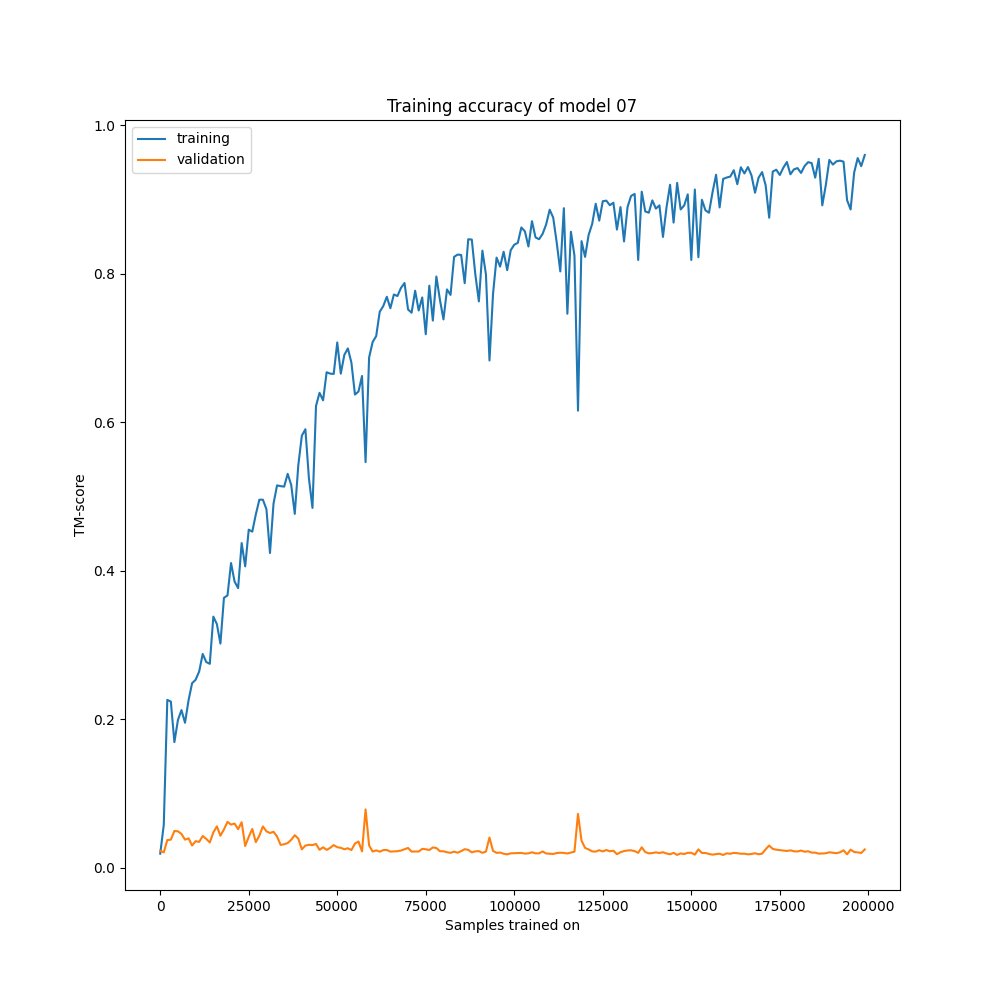 Training accuracy of model 07
training
validation
TM-score
1.0
0.8
0.6
0.4
0.2
0.0
0 25000 50000 75000 100000 125000 150000 175000 200000
Samples trained on